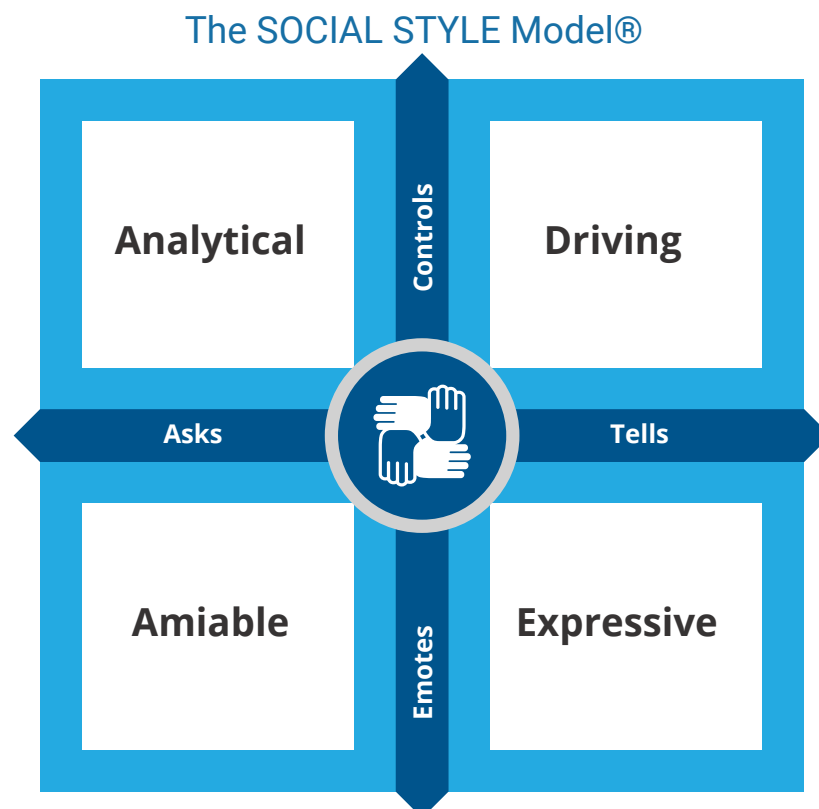 The SOCIAL STYLE Model®
Controls
Analytical
Driving
Asks
Tells
Amiable
Expressive
Emotes